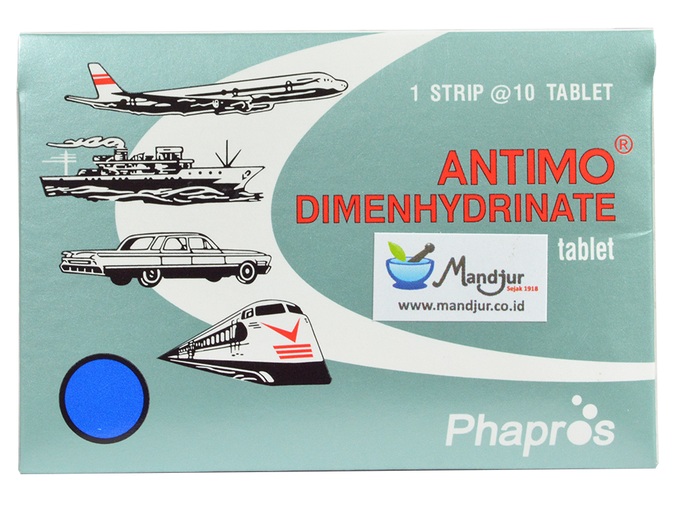 1 STRIP @ 10 TABLET
ANTIMO®
DIMENHYDRINATE
tablet
Mandjur
Sejak 1918
www.mandjur.co.id
Phapros